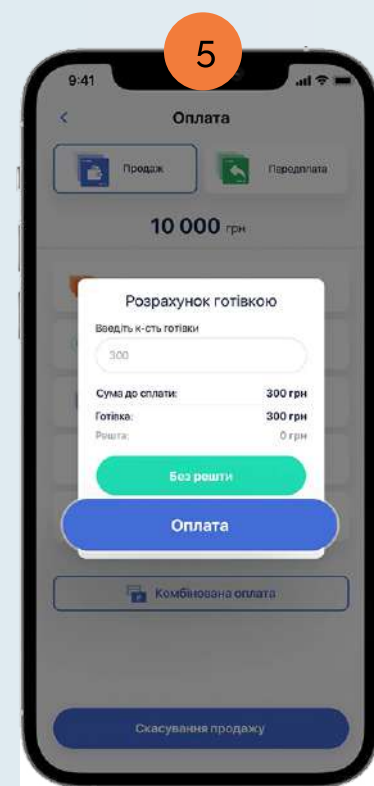 5
9:41
Оплата
Продаж
Передплата
10 000 грн
Розрахунок готівкою
Введіть к-сть готівки
300
Сума до сплати: 300 грн
Готівка: 300 грн
Решта: 0 грн
Без решти
Оплата
Комбінована оплата
Скасування продажу